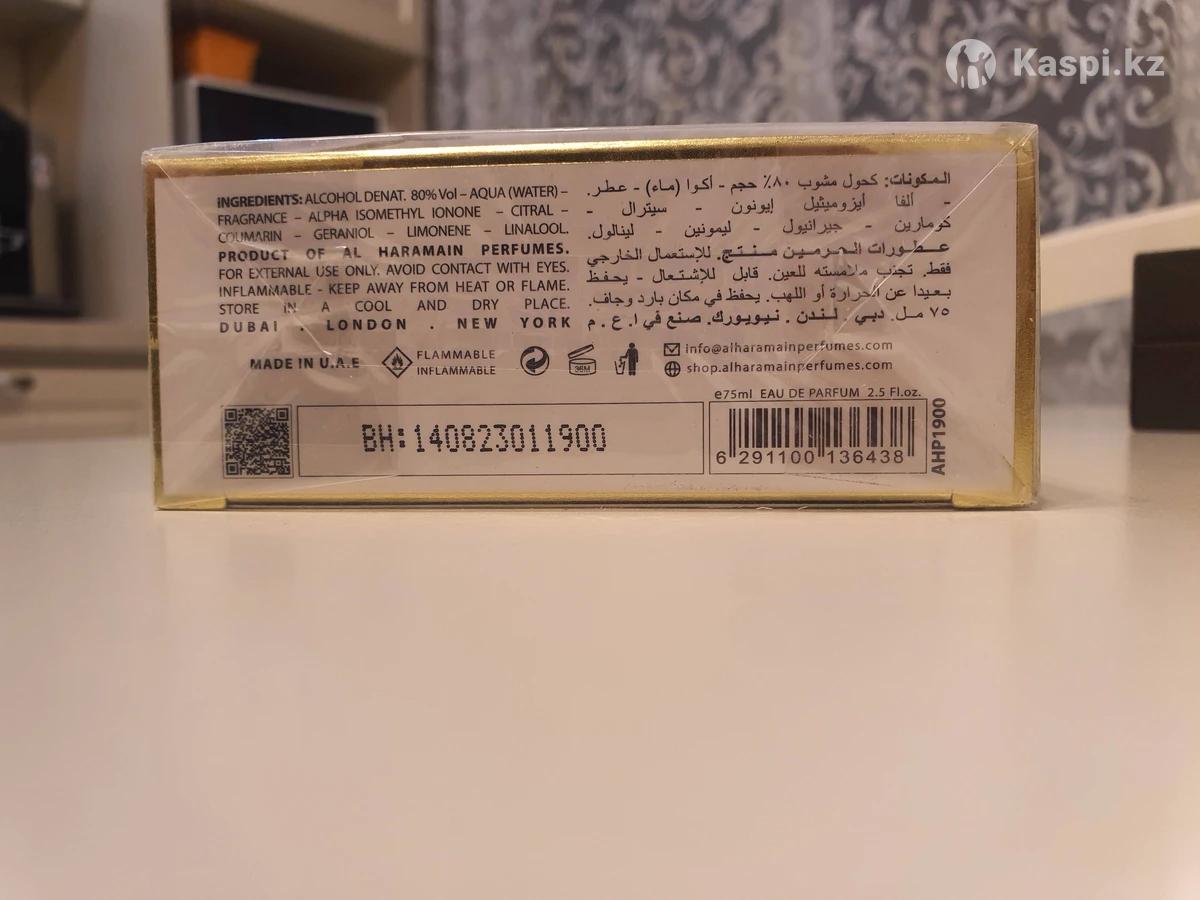 Kaspi.kz
INGREDIENTS: ALCOHOL DENAT. 80% Vol – AQUA (WATER) –
FRAGRANCE – ALPHA ISOMETHYL IONONE – CITRAL –
COUMARIN – GERANIOL – LIMONENE – LINALOOL.
PRODUCT OF AL HARAMAIN PERFUMES.
FOR EXTERNAL USE ONLY. AVOID CONTACT WITH EYES.
INFLAMMABLE - KEEP AWAY FROM HEAT OR FLAME.
STORE IN A COOL AND DRY PLACE.
DUBAI . LONDON . NEW YORK
المكونات: كحول مشوب ٨٠٪ حجم - أكوا (ماء) - عطر.
- ألفا أيزوميثيل إيونون - سيترال -
كومارين - جيرانيول - ليمونين - لينالول.
عطورات الحرمين منتج. للإستعمال الخارجي
فقط. تجنب ملامسته للعين. قابل للإشتعال - يحفظ
بعيدا عن الحرارة أو اللهب. يحفظ في مكان بارد وجاف.
٧٥ مل. دبي . لندن . نيويورك. صنع في ا. ع. م
MADE IN U.A.E
FLAMMABLE
INFLAMMABLE
36M
info@alharamainperfumes.com
shop.alharamainperfumes.com
e75ml EAU DE PARFUM 2.5 Fl.oz.
BH:140823011900
6 291100 136438
AHP1900